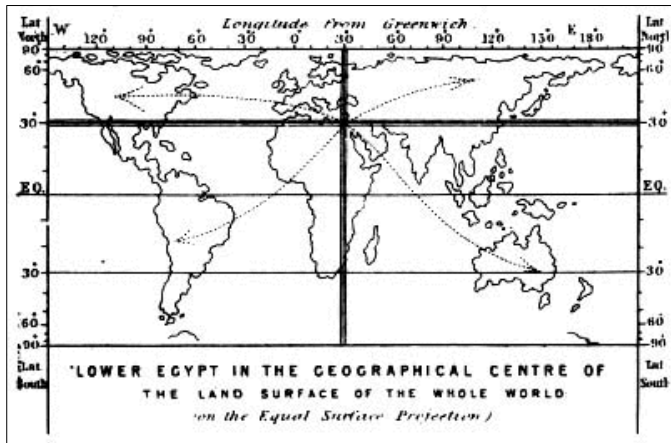 Lat Longitude from Greenwich. Lat
North W 120 90 60 30 0 30 60 90 120 E 180 North
90 90
60 60
30 30
EQ. EQ.
30 30
60 60
90 90
Lat Lat
South South
LOWER EGYPT IN THE GEOGRAPHICAL CENTRE OF
THE LAND SURFACE OF THE WHOLE WORLD
(on the Equal Surface Projection)